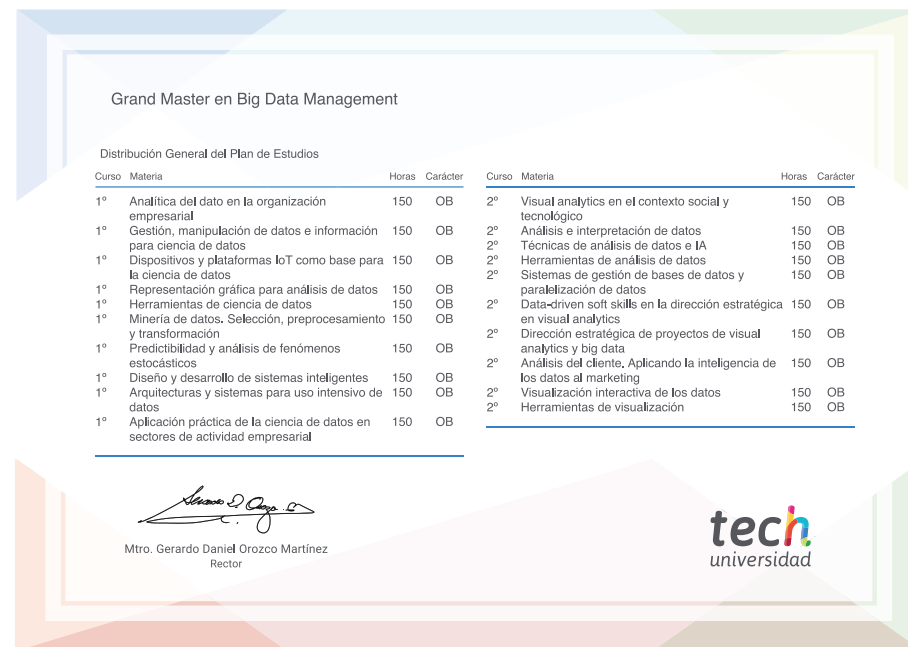 Grand Master en Big Data Management
Distribución General del Plan de Estudios
Curso Materia Horas Carácter
1º Analítica del dato en la organización 150 OB
empresarial
1º Gestión, manipulación de datos e información 150 OB
para ciencia de datos
1º Dispositivos y plataformas IoT como base para 150 OB
la ciencia de datos
1º Representación gráfica para análisis de datos 150 OB
1º Herramientas de ciencia de datos 150 OB
1º Minería de datos. Selección, preprocesamiento 150 OB
y transformación
1º Predictibilidad y análisis de fenómenos 150 OB
estocásticos
1º Diseño y desarrollo de sistemas inteligentes 150 OB
1º Arquitecturas y sistemas para uso intensivo de 150 OB
datos
1º Aplicación práctica de la ciencia de datos en 150 OB
sectores de actividad empresarial
Curso Materia Horas Carácter
2º Visual analytics en el contexto social y 150 OB
tecnológico
2º Análisis e interpretación de datos 150 OB
2º Técnicas de análisis de datos e IA 150 OB
2º Herramientas de análisis de datos 150 OB
2º Sistemas de gestión de bases de datos y 150 OB
paralelización de datos
2º Data-driven soft skills en la dirección estratégica 150 OB
en visual analytics
2º Dirección estratégica de proyectos de visual 150 OB
analytics y big data
2º Análisis del cliente. Aplicando la inteligencia de 150 OB
los datos al marketing
2º Visualización interactiva de los datos 150 OB
2º Herramientas de visualización 150 OB
Mtro. Gerardo Daniel Orozco Martínez
Rector
tech
universidad